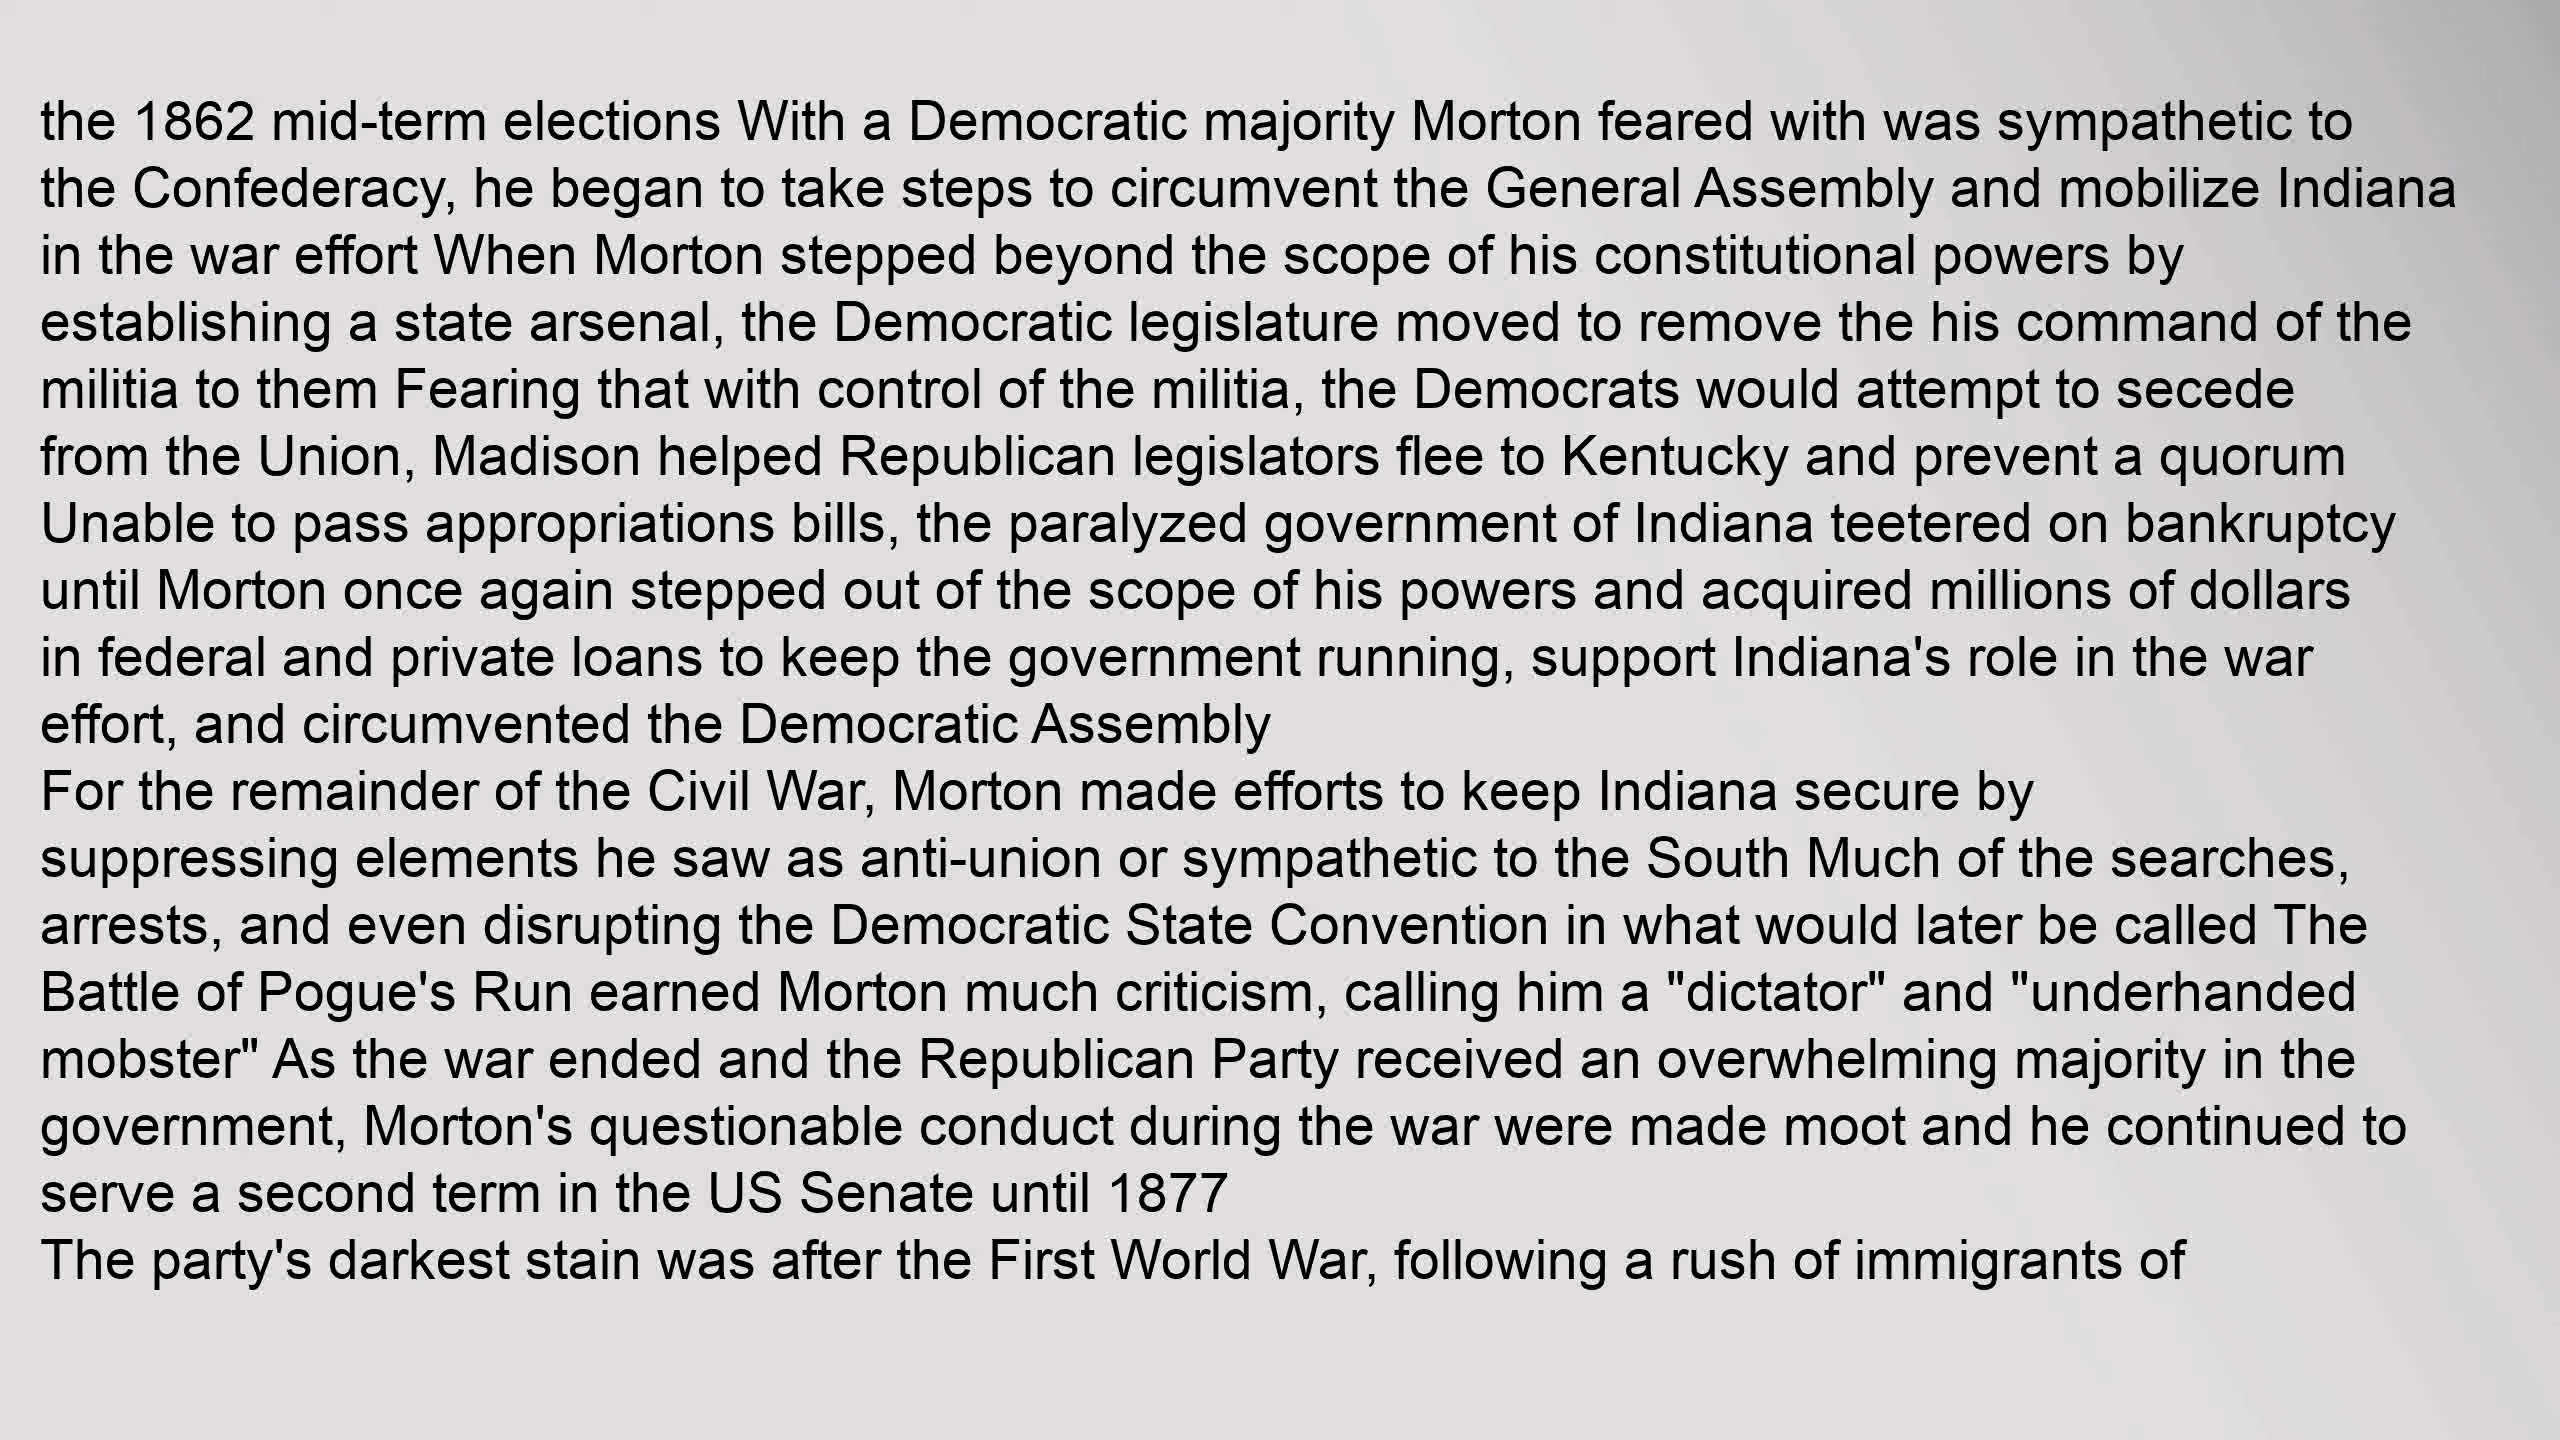 the 1862 mid-term elections With a Democratic majority Morton feared with was sympathetic to
the Confederacy, he began to take steps to circumvent the General Assembly and mobilize Indiana
in the war effort When Morton stepped beyond the scope of his constitutional powers by
establishing a state arsenal, the Democratic legislature moved to remove the his command of the
militia to them Fearing that with control of the militia, the Democrats would attempt to secede
from the Union, Madison helped Republican legislators flee to Kentucky and prevent a quorum
Unable to pass appropriations bills, the paralyzed government of Indiana teetered on bankruptcy
until Morton once again stepped out of the scope of his powers and acquired millions of dollars
in federal and private loans to keep the government running, support Indiana's role in the war
effort, and circumvented the Democratic Assembly
For the remainder of the Civil War, Morton made efforts to keep Indiana secure by
suppressing elements he saw as anti-union or sympathetic to the South Much of the searches,
arrests, and even disrupting the Democratic State Convention in what would later be called The
Battle of Pogue's Run earned Morton much criticism, calling him a "dictator" and "underhanded
mobster" As the war ended and the Republican Party received an overwhelming majority in the
government, Morton's questionable conduct during the war were made moot and he continued to
serve a second term in the US Senate until 1877
The party's darkest stain was after the First World War, following a rush of immigrants of